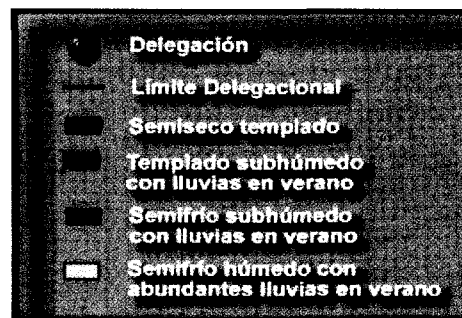 Delegación
Límite Delegacional
Semiseco templado
Templado subhúmedo
con lluvias en verano
Semifrío subhúmedo
con lluvias en verano
Semifrío húmedo con
abundantes lluvias en verano